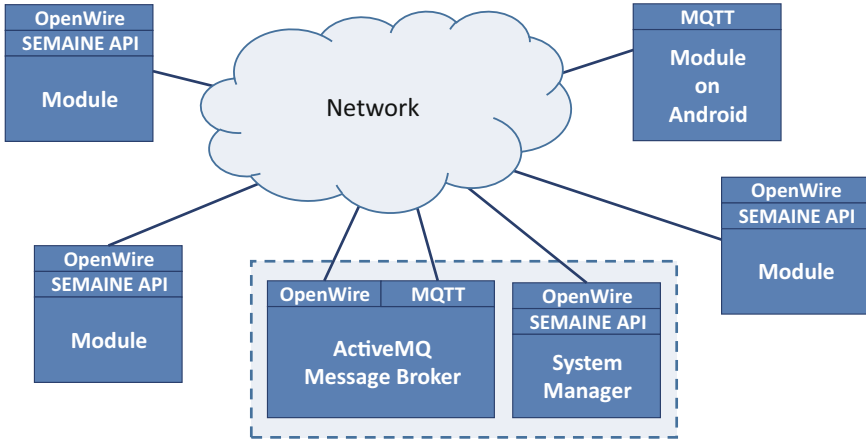 OpenWire
SEMAINE API
Module
MQTT
Module
on
Android
Network
OpenWire
SEMAINE API
Module
OpenWire
SEMAINE API
Module
OpenWire
MQTT
ActiveMQ
Message Broker
OpenWire
SEMAINE API
System
Manager